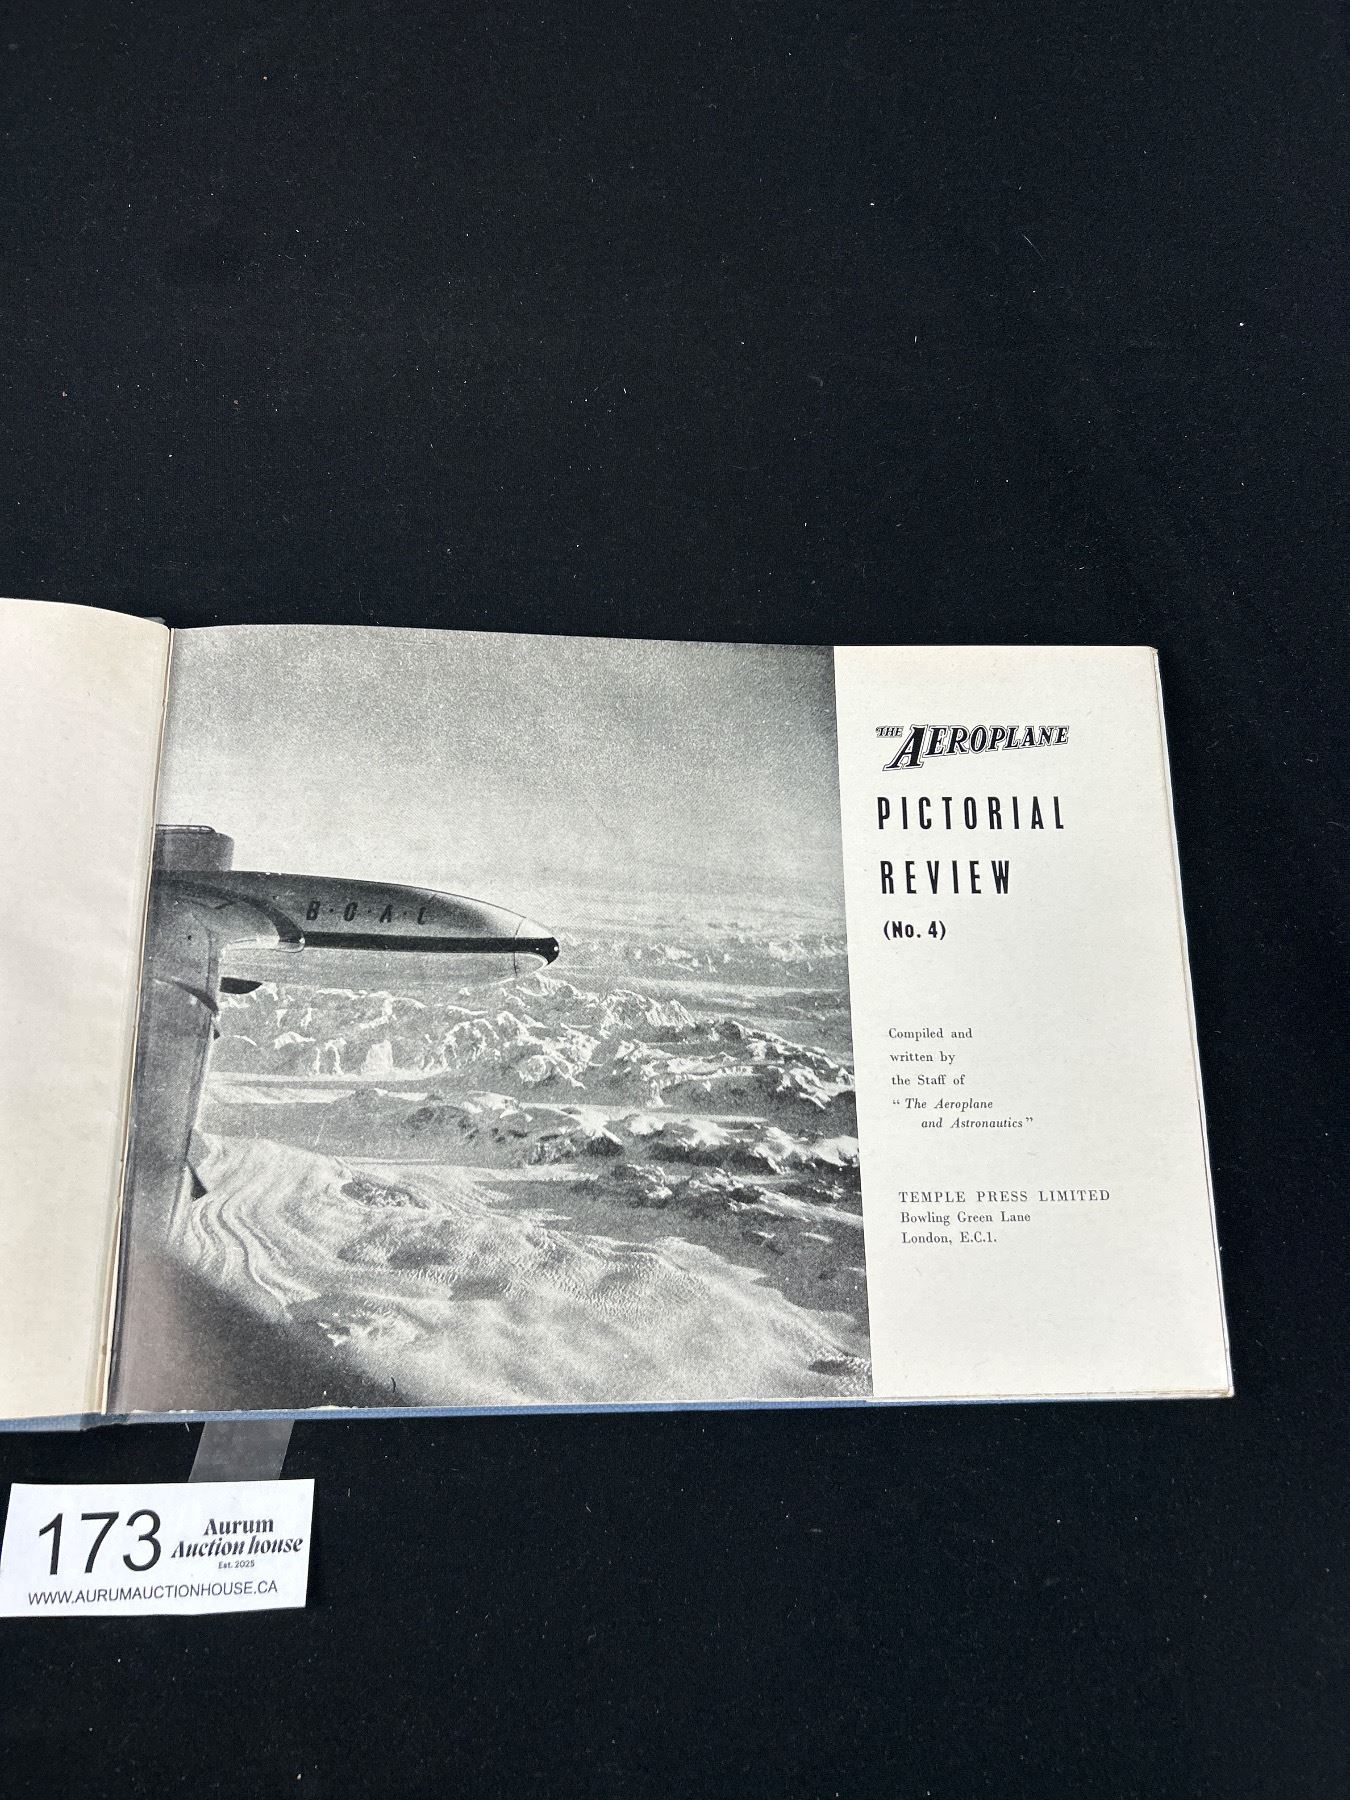 B·O·A·C
THE AEROPLANE
PICTORIAL
REVIEW
(No. 4)
Compiled and
written by
the Staff of
“ The Aeroplane
and Astronautics ”
TEMPLE PRESS LIMITED
Bowling Green Lane
London, E.C.1.
173
Aurum
Auction house
Est. 2025
WWW.AURUMAUCTIONHOUSE.CA